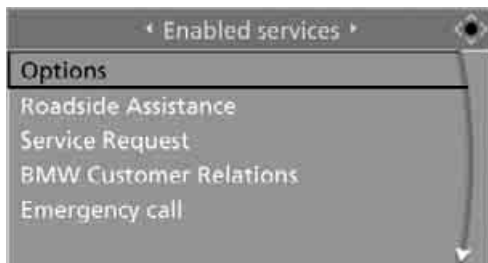 Enabled services
Options
Roadside Assistance
Service Request
BMW Customer Relations
Emergency call